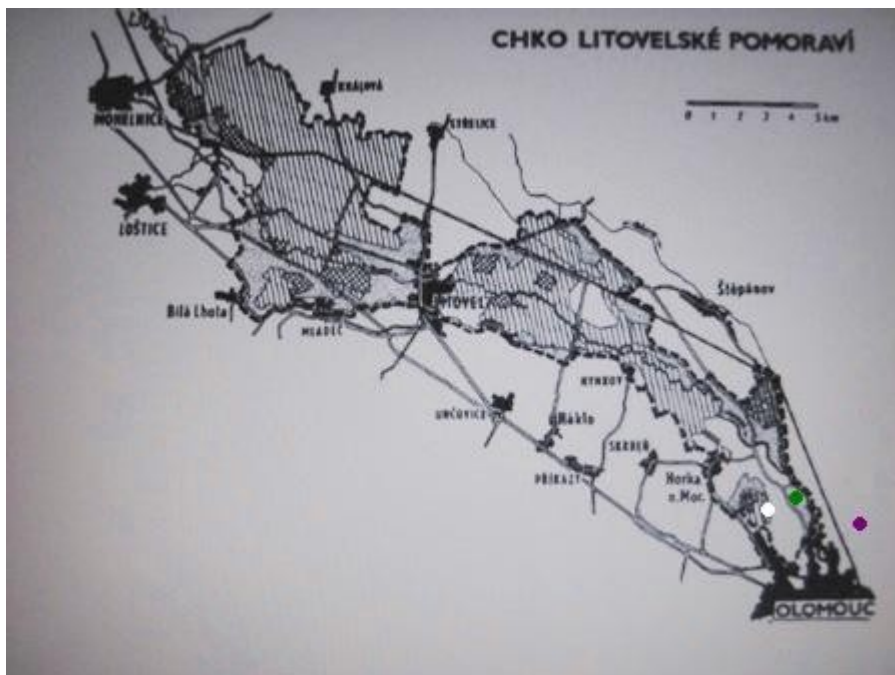 CHKO LITOVELSKÉ POMORAVÍ
0 1 2 3 4 5 km
MOHELNICE
KRÁLOVÁ
STŘELICE
LOŠTICE
Štěpánov
Bílá Lhota
LITOVEL
MLADEČ
HYNKOV
UNČOVICE
Náklo
SKRBEŇ
PŘÍKAZY
Horka
n. Mor.
OLOMOUC